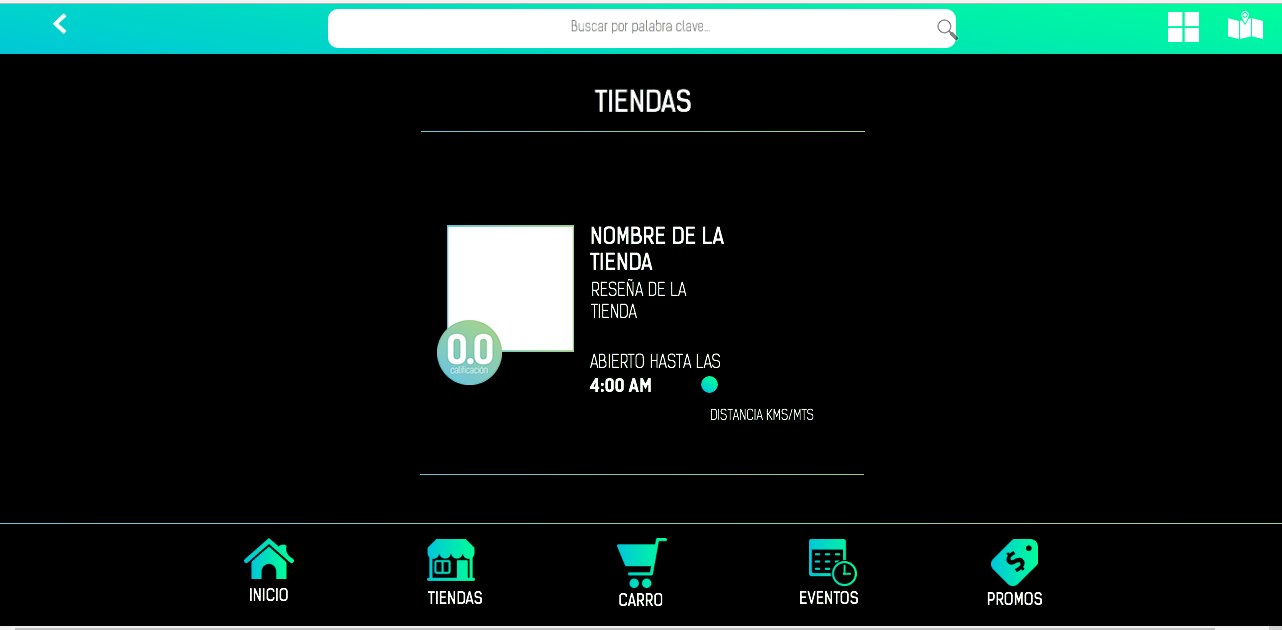 Buscar por palabra clave...
TIENDAS
NOMBRE DE LA
TIENDA
RESEÑA DE LA
TIENDA
0.0
calificación
ABIERTO HASTA LAS
4:00 AM
DISTANCIA KMS/MTS
INICIO
TIENDAS
CARRO
EVENTOS
PROMOS